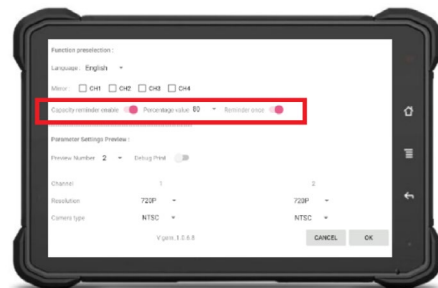 Function preselection :
Language : English
Mirror : CH1 CH2 CH3 CH4
Capacity reminder enable Percentage value 80 Reminder once
Parameter Settings Preview :
Preview Number 2 Debug Print
Channel 1 2
Resolution 720P 720P
Camera type NTSC NTSC
CANCEL OK